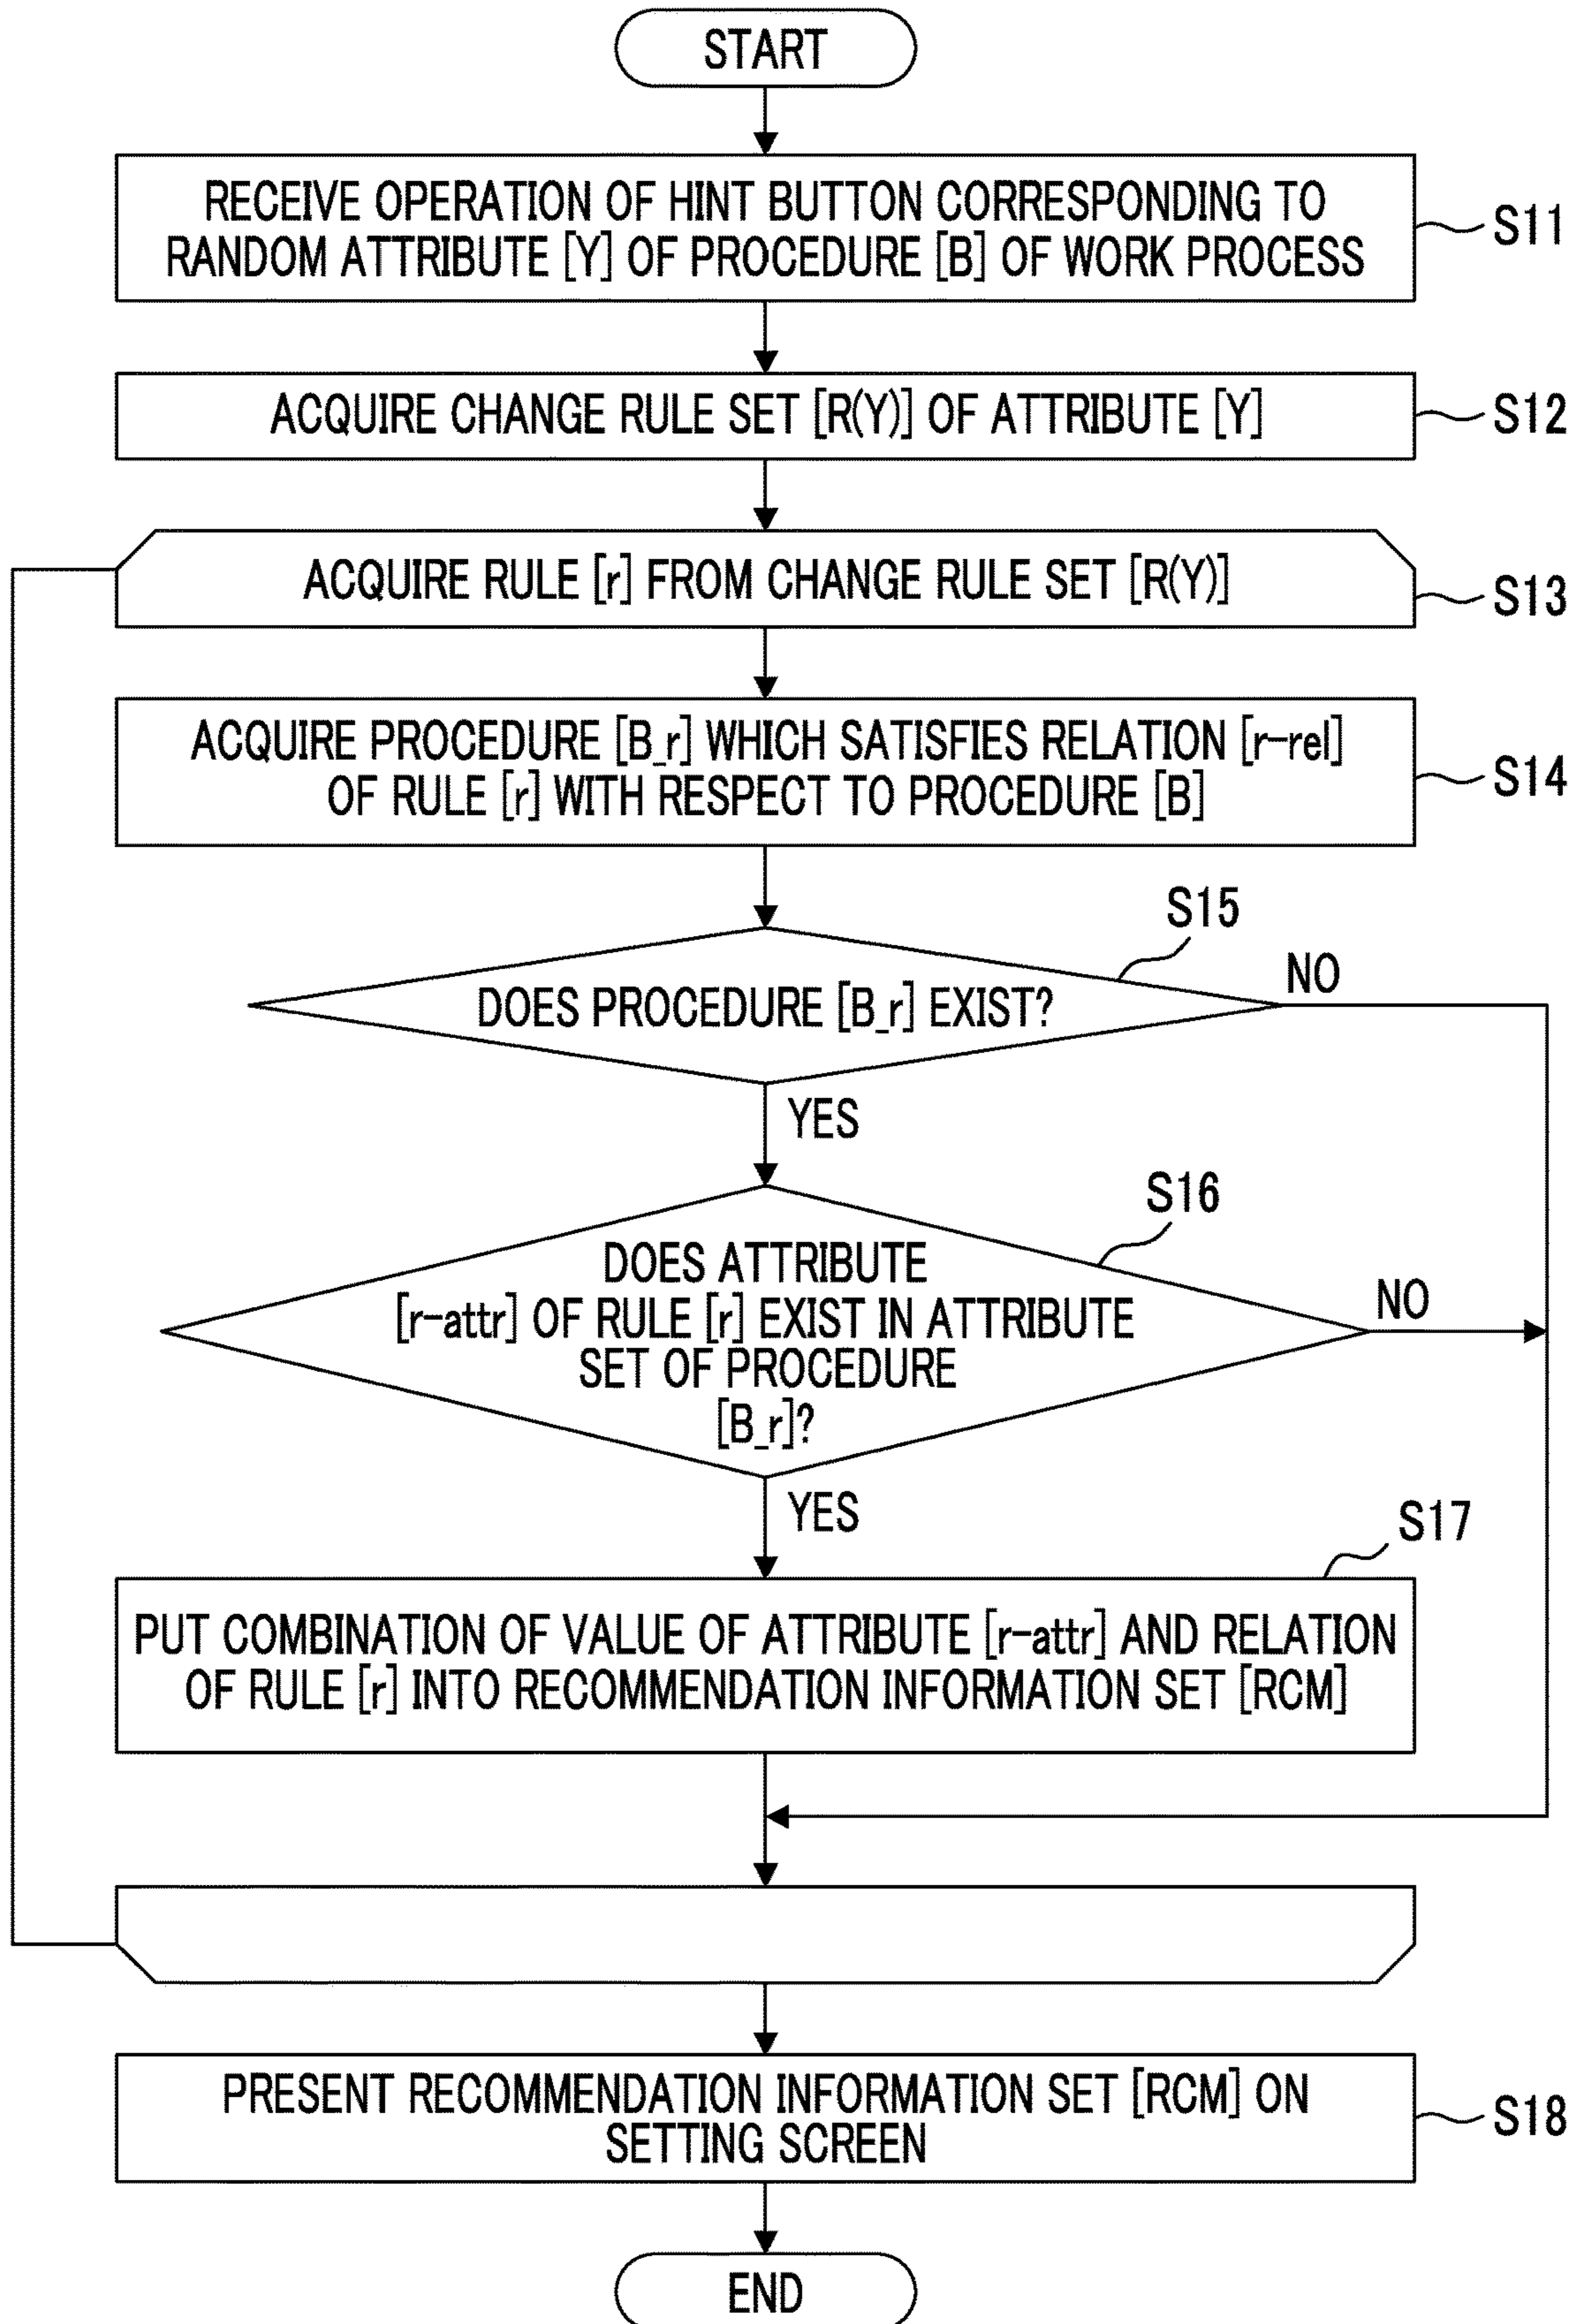 START
RECEIVE OPERATION OF HINT BUTTON CORRESPONDING TO
RANDOM ATTRIBUTE [Y] OF PROCEDURE [B] OF WORK PROCESS
S11
ACQUIRE CHANGE RULE SET [R(Y)] OF ATTRIBUTE [Y]
S12
ACQUIRE RULE [r] FROM CHANGE RULE SET [R(Y)]
S13
ACQUIRE PROCEDURE [B_r] WHICH SATISFIES RELATION [r-rel]
OF RULE [r] WITH RESPECT TO PROCEDURE [B]
S14
S15
DOES PROCEDURE [B_r] EXIST?
NO
YES
S16
DOES ATTRIBUTE
[r-attr] OF RULE [r] EXIST IN ATTRIBUTE
SET OF PROCEDURE
[B_r]?
NO
YES
S17
PUT COMBINATION OF VALUE OF ATTRIBUTE [r-attr] AND RELATION
OF RULE [r] INTO RECOMMENDATION INFORMATION SET [RCM]
PRESENT RECOMMENDATION INFORMATION SET [RCM] ON
SETTING SCREEN
S18
END